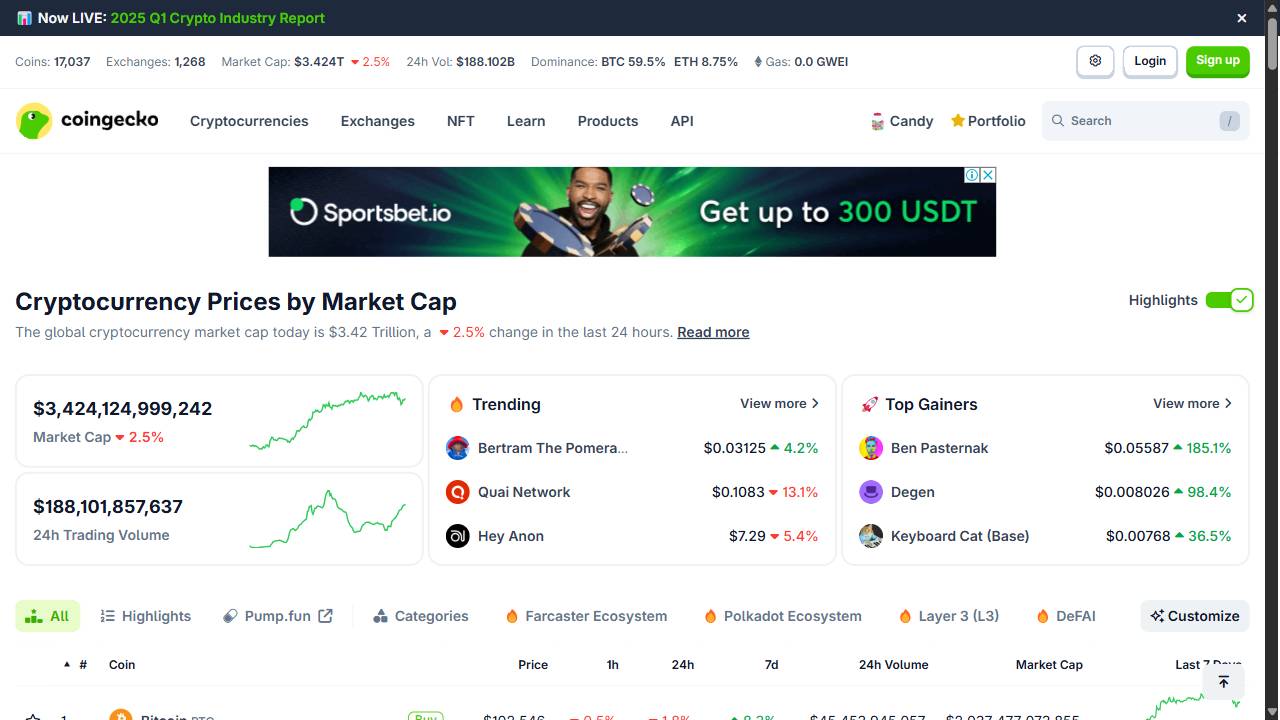 Now LIVE: 2025 Q1 Crypto Industry Report
Coins: 17,037 Exchanges: 1,268 Market Cap: $3.424T 2.5% 24h Vol: $188.102B Dominance: BTC 59.5% ETH 8.75% Gas: 0.0 GWEI
Login
Sign up
coingecko
Cryptocurrencies Exchanges NFT Learn Products API
Candy Portfolio Search /
Sportsbet.io Get up to 300 USDT
Cryptocurrency Prices by Market Cap
Highlights
The global cryptocurrency market cap today is $3.42 Trillion, a 2.5% change in the last 24 hours. Read more
$3,424,124,999,242
Market Cap 2.5%
$188,101,857,637
24h Trading Volume
Trending View more
Bertram The Pomera... $0.03125 4.2%
Quai Network $0.1083 13.1%
Hey Anon $7.29 5.4%
Top Gainers View more
Ben Pasternak $0.05587 185.1%
Degen $0.008026 98.4%
Keyboard Cat (Base) $0.00768 36.5%
All Highlights Pump.fun Categories Farcaster Ecosystem Polkadot Ecosystem Layer 3 (L3) DeFAI Customize
# Coin Price 1h 24h 7d 24h Volume Market Cap Last 7 Days
1 Bitcoin BTC Buy